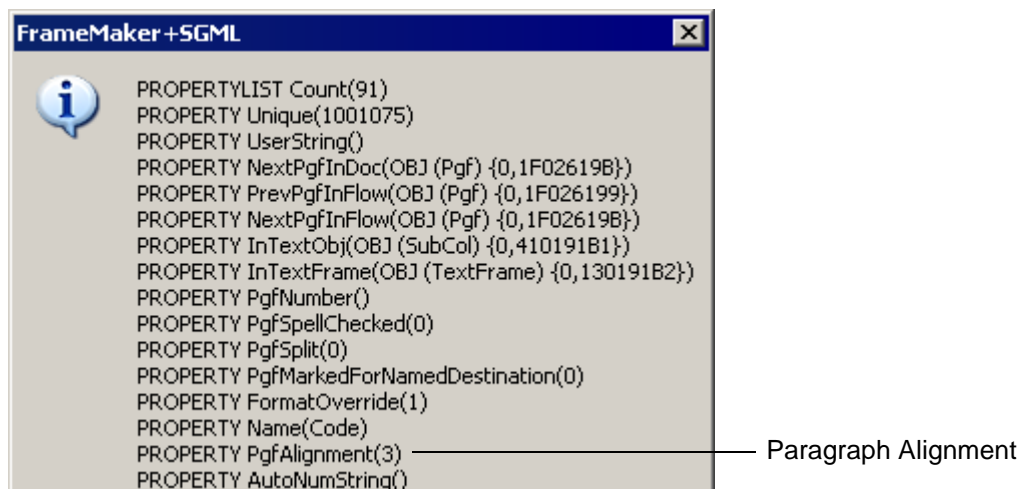 FrameMaker+SGML
PROPERTYLIST Count(91)
PROPERTY Unique(1001075)
PROPERTY UserString()
PROPERTY NextPgfInDoc(OBJ (Pgf) {0,1F02619B})
PROPERTY PrevPgfInFlow(OBJ (Pgf) {0,1F026199})
PROPERTY NextPgfInFlow(OBJ (Pgf) {0,1F02619B})
PROPERTY InTextObj(OBJ (SubCol) {0,410191B1})
PROPERTY InTextFrame(OBJ (TextFrame) {0,130191B2})
PROPERTY PgfNumber()
PROPERTY PgfSpellChecked(0)
PROPERTY PgfSplit(0)
PROPERTY PgfMarkedForNamedDestination(0)
PROPERTY FormatOverride(1)
PROPERTY Name(Code)
PROPERTY PgfAlignment(3)
Paragraph Alignment
PROPERTY AutoNumString()